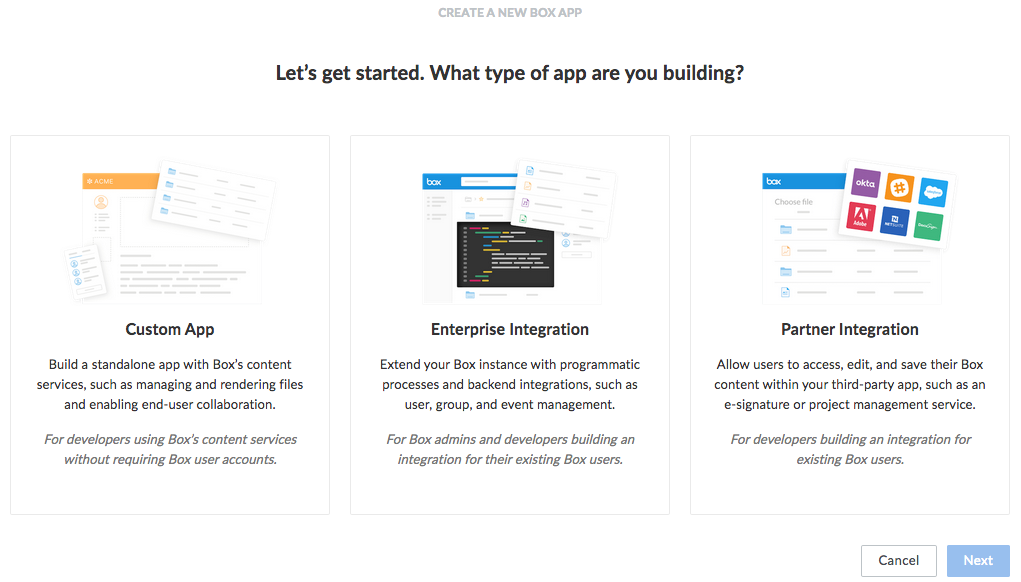 CREATE A NEW BOX APP
Let's get started. What type of app are you building?
ACME
box
box
Choose file
okta
Adobe
NETSUITE
DocuSign
Custom App
Build a standalone app with Box's content
services, such as managing and rendering files
and enabling end-user collaboration.
For developers using Box's content services
without requiring Box user accounts.
Enterprise Integration
Extend your Box instance with programmatic
processes and backend integrations, such as
user, group, and event management.
For Box admins and developers building an
integration for their existing Box users.
Partner Integration
Allow users to access, edit, and save their Box
content within your third-party app, such as an
e-signature or project management service.
For developers building an integration for
existing Box users.
Cancel
Next